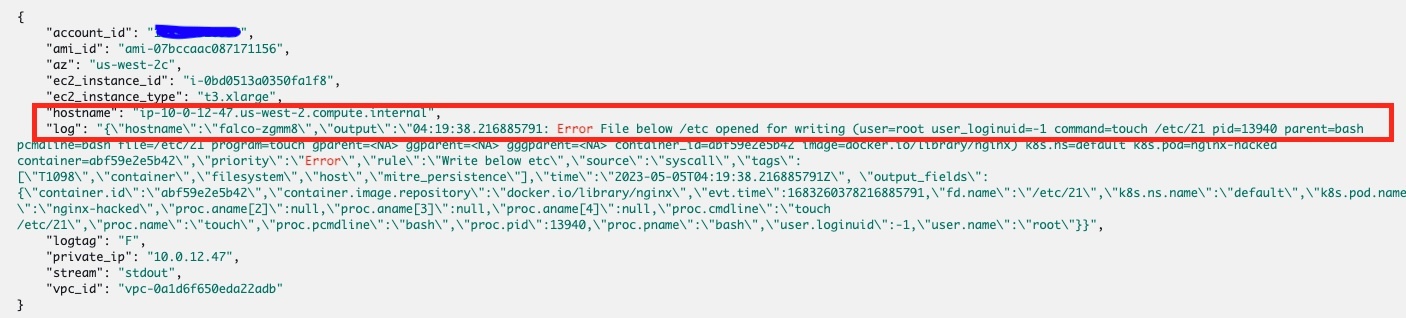 {
"account_id": "
"ami_id": "ami-07bccaac087171156",
"az": "us-west-2c",
"ec2_instance_id": "i-0bd0513a0350fa1f8",
"ec2_instance_type": "t3.xlarge",
"hostname": "ip-10-0-12-47.us-west-2.compute.internal",
"log": "{\"hostname\":\"falco-zgmm8\",\"output\":\"04:19:38.216885791: Error File below /etc opened for writing (user=root user_loginuid=-1 command=touch /etc/21 pid=13940 parent=bash
pcmdline=bash file=/etc/21 program=touch gparent=<NA> ggparent=<NA> gggparent=<NA> container_id=abf59e2e5b42 image=docker.io/library/nginx) k8s.ns=default k8s.pod=nginx-hacked
container=abf59e2e5b42\",\"priority\":\"Error\",\"rule\":\"Write below etc\",\"source\":\"syscall\",\"tags\":
[\"T1098\",\"container\",\"filesystem\",\"host\",\"mitre_persistence\"],\"time\":\"2023-05-05T04:19:38.216885791Z\", \"output_fields\":
{\"container.id\":\"abf59e2e5b42\",\"container.image.repository\":\"docker.io/library/nginx\",\"evt.time\":1683260378216885791,\"fd.name\":\"/etc/21\",\"k8s.ns.name\":\"default\",\"k8s.pod.name
\":\"nginx-hacked\",\"proc.aname[2]\":null,\"proc.aname[3]\":null,\"proc.aname[4]\":null,\"proc.cmdline\":\"touch
/etc/21\",\"proc.name\":\"touch\",\"proc.pcmdline\":\"bash\",\"proc.pid\":13940,\"proc.pname\":\"bash\",\"user.loginuid\":-1,\"user.name\":\"root\"}}",
"logtag": "F",
"private_ip": "10.0.12.47",
"stream": "stdout",
"vpc_id": "vpc-0a1d6f650eda22adb"
}